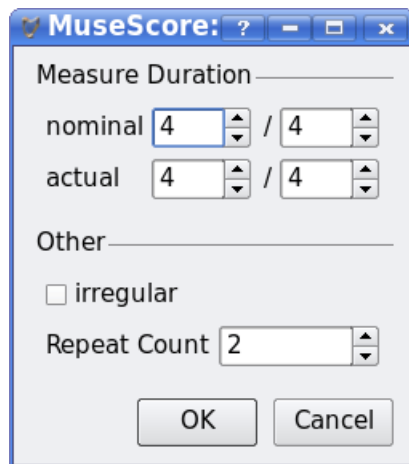 MuseScore: ?
Measure Duration
nominal 4 / 4
actual 4 / 4
Other
irregular
Repeat Count 2
OK Cancel